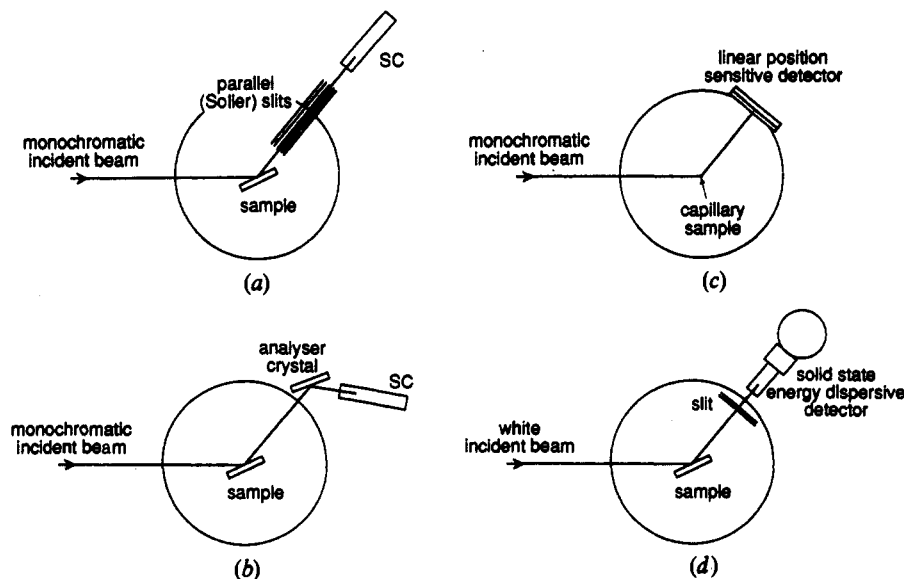 SC
parallel
(Soller) slits
monochromatic
incident beam
sample
(a)
linear position
sensitive detector
monochromatic
incident beam
capillary
sample
(c)
analyser
crystal
SC
monochromatic
incident beam
sample
(b)
slit
solid state
energy dispersive
detector
white
incident beam
sample
(d)